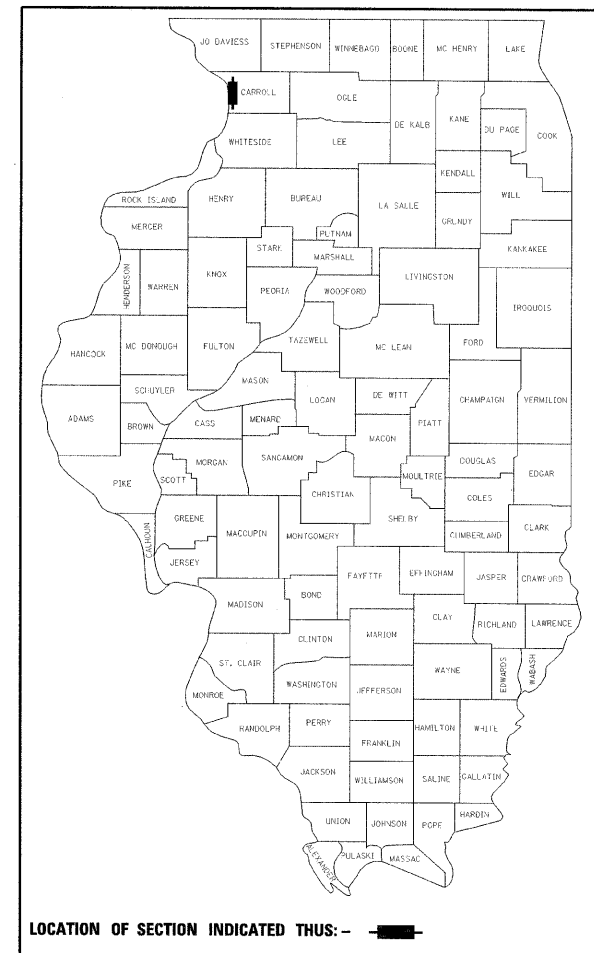 JO DAVIESS
STEPHENSON
WINNEBAGO
BOONE
MC HENRY
LAKE
CARROLL
OGLE
DE KALB
KANE
DU PAGE
COOK
WHITESIDE
LEE
KENDALL
WILL
ROCK ISLAND
HENRY
BUREAU
LA SALLE
GRUNDY
MERCER
PUTNAM
KANKAKEE
STARK
MARSHALL
HENDERSON
WARREN
KNOX
PEORIA
WOODFORD
LIVINGSTON
IROQUOIS
HANCOCK
MC DONOUGH
FULTON
TAZEWELL
MC LEAN
FORD
SCHUYLER
MASON
LOGAN
DE WITT
CHAMPAIGN
VERMILION
ADAMS
BROWN
CASS
MENARD
PIATT
MACON
MORGAN
SANGAMON
DOUGLAS
EDGAR
PIKE
SCOTT
CHRISTIAN
MOULTRIE
COLES
GREENE
MACOUPIN
MONTGOMERY
SHELBY
CUMBERLAND
CLARK
CALHOUN
JERSEY
FAYETTE
EFFINGHAM
JASPER
CRAWFORD
MADISON
BOND
CLAY
RICHLAND
LAWRENCE
CLINTON
MARION
ST. CLAIR
WAYNE
EDWARDS
WABASH
MONROE
WASHINGTON
JEFFERSON
RANDOLPH
PERRY
HAMILTON
WHITE
FRANKLIN
JACKSON
WILLIAMSON
SALINE
GALLATIN
UNION
JOHNSON
POPE
HARDIN
ALEXANDER
PULASKI
MASSAC
LOCATION OF SECTION INDICATED THUS: -